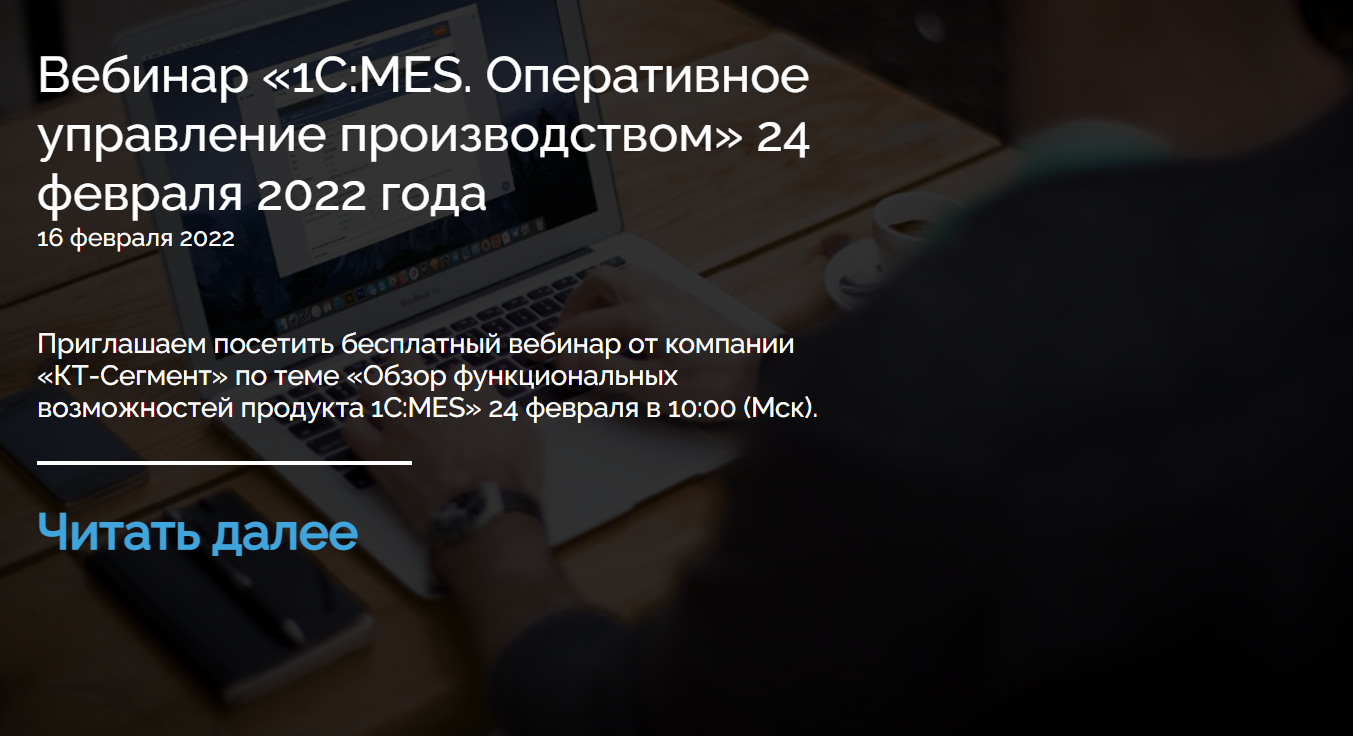 Вебинар «1С:MES. Оперативное
управление производством» 24
февраля 2022 года
16 февраля 2022
Приглашаем посетить бесплатный вебинар от компании
«КТ-Сегмент» по теме «Обзор функциональных
возможностей продукта 1С:MES» 24 февраля в 10:00 (Мск).
Читать далее